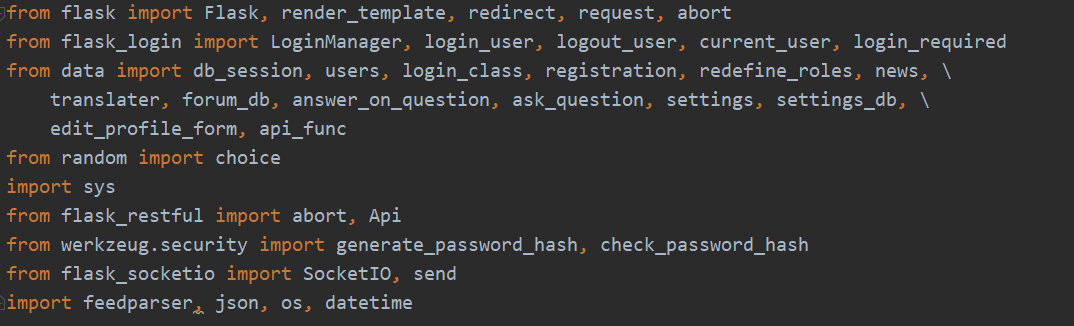 from flask import Flask, render_template, redirect, request, abort
from flask_login import LoginManager, login_user, logout_user, current_user, login_required
from data import db_session, users, login_class, registration, redefine_roles, news, \
    translater, forum_db, answer_on_question, ask_question, settings, settings_db, \
    edit_profile_form, api_func
from random import choice
import sys
from flask_restful import abort, Api
from werkzeug.security import generate_password_hash, check_password_hash
from flask_socketio import SocketIO, send
import feedparser, json, os, datetime